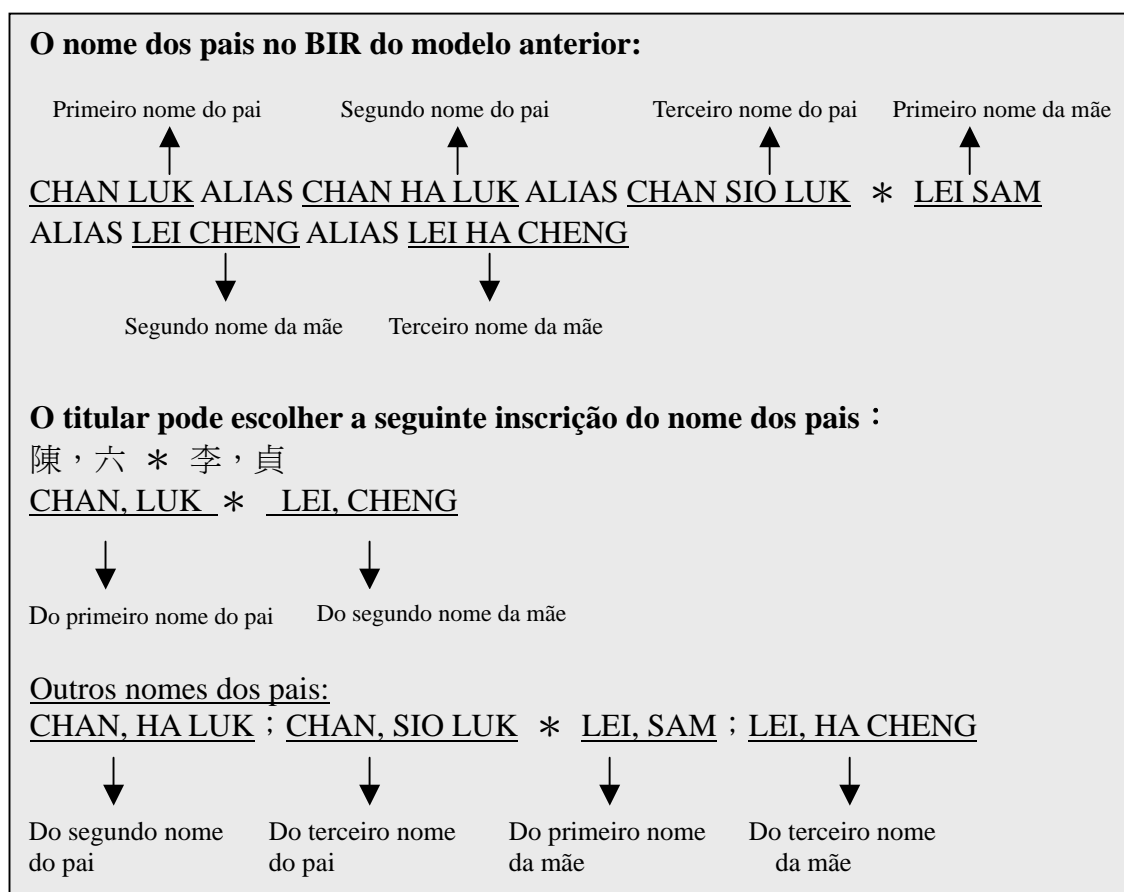 O nome dos pais no BIR do modelo anterior:
Primeiro nome do pai Segundo nome do pai Terceiro nome do pai Primeiro nome da mãe
CHAN LUK ALIAS CHAN HA LUK ALIAS CHAN SIO LUK ＊ LEI SAM
ALIAS LEI CHENG ALIAS LEI HA CHENG
Segundo nome da mãe Terceiro nome da mãe
O titular pode escolher a seguinte inscrição do nome dos pais：
陳，六 ＊ 李，貞
CHAN, LUK ＊ LEI, CHENG
Do primeiro nome do pai Do segundo nome da mãe
Outros nomes dos pais:
CHAN, HA LUK；CHAN, SIO LUK ＊ LEI, SAM；LEI, HA CHENG
Do segundo nome Do terceiro nome Do primeiro nome Do terceiro nome
do pai do pai da mãe da mãe